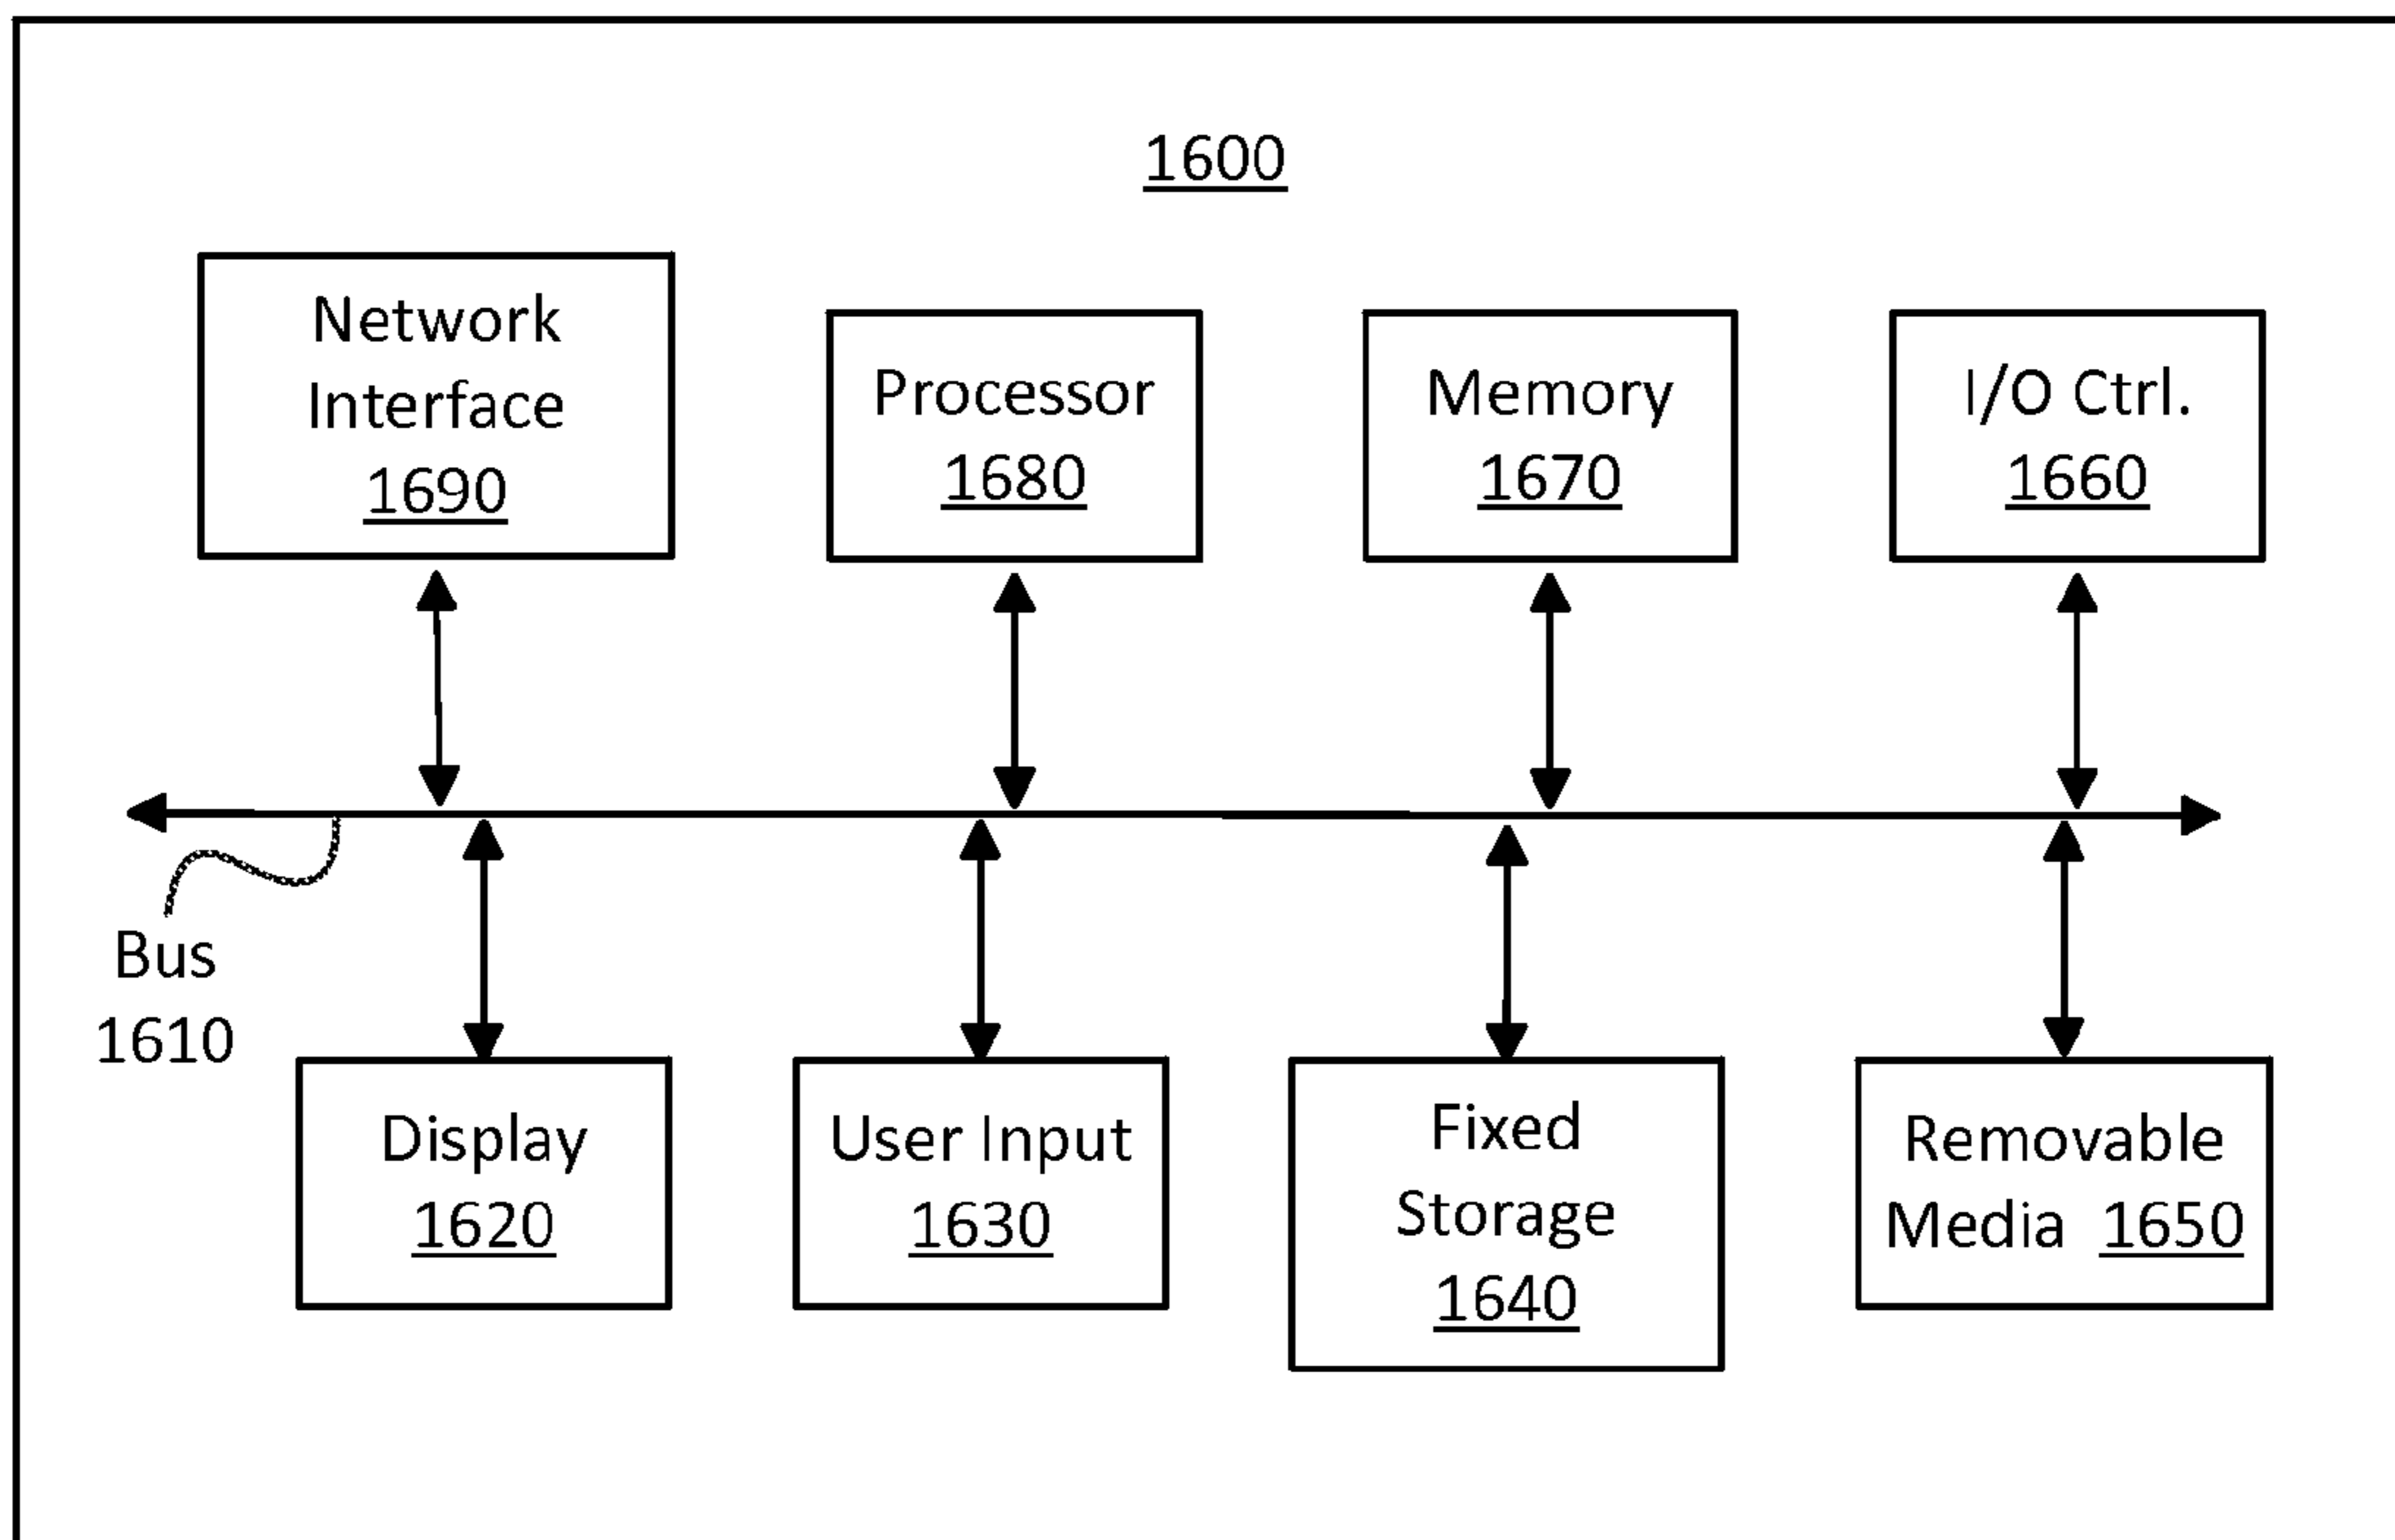 1600
Network
Interface
1690
Processor
1680
Memory
1670
I/O Ctrl.
1660
Bus
1610
Display
1620
User Input
1630
Fixed
Storage
1640
Removable
Media 1650